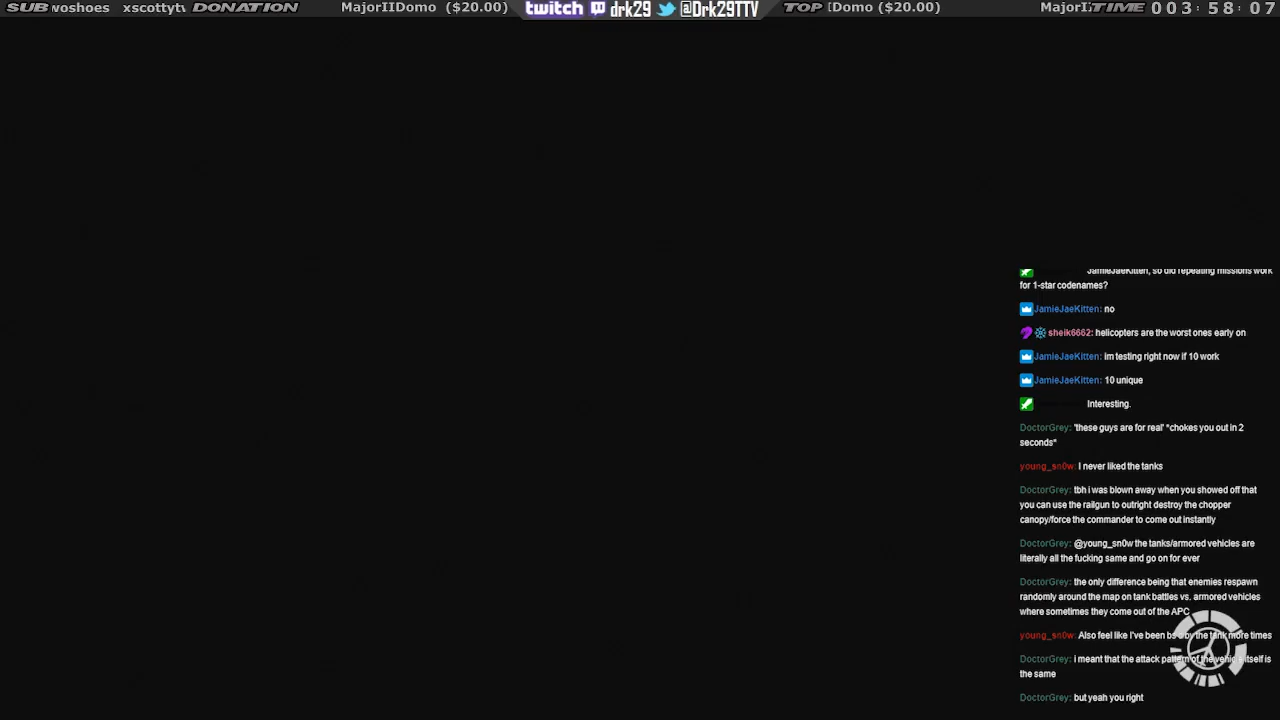 SUB woshoes xscottyt DONATION MajorIIDomo ($20.00) twitch drk29 @Drk29TTV TOP Domo ($20.00) MajorI TIME 003:58:07
JamieJaeKitten, so did repeating missions work
for 1-star codenames?
JamieJaeKitten: no
sheik6662: helicopters are the worst ones early on
JamieJaeKitten: im testing right now if 10 work
JamieJaeKitten: 10 unique
Interesting.
DoctorGrey: 'these guys are for real' *chokes you out in 2
seconds*
young_sn0w: I never liked the tanks
DoctorGrey: tbh i was blown away when you showed off that
you can use the railgun to outright destroy the chopper
canopy/force the commander to come out instantly
DoctorGrey: @young_sn0w the tanks/armored vehicles are
literally all the fucking same and go on for ever
DoctorGrey: the only difference being that enemies respawn
randomly around the map on tank battles vs. armored vehicles
where sometimes they come out of the APC
young_sn0w: Also feel like I've been by the tank more times
DoctorGrey: i meant that the attack pattern of the vehicle itself is
the same
DoctorGrey: but yeah you right